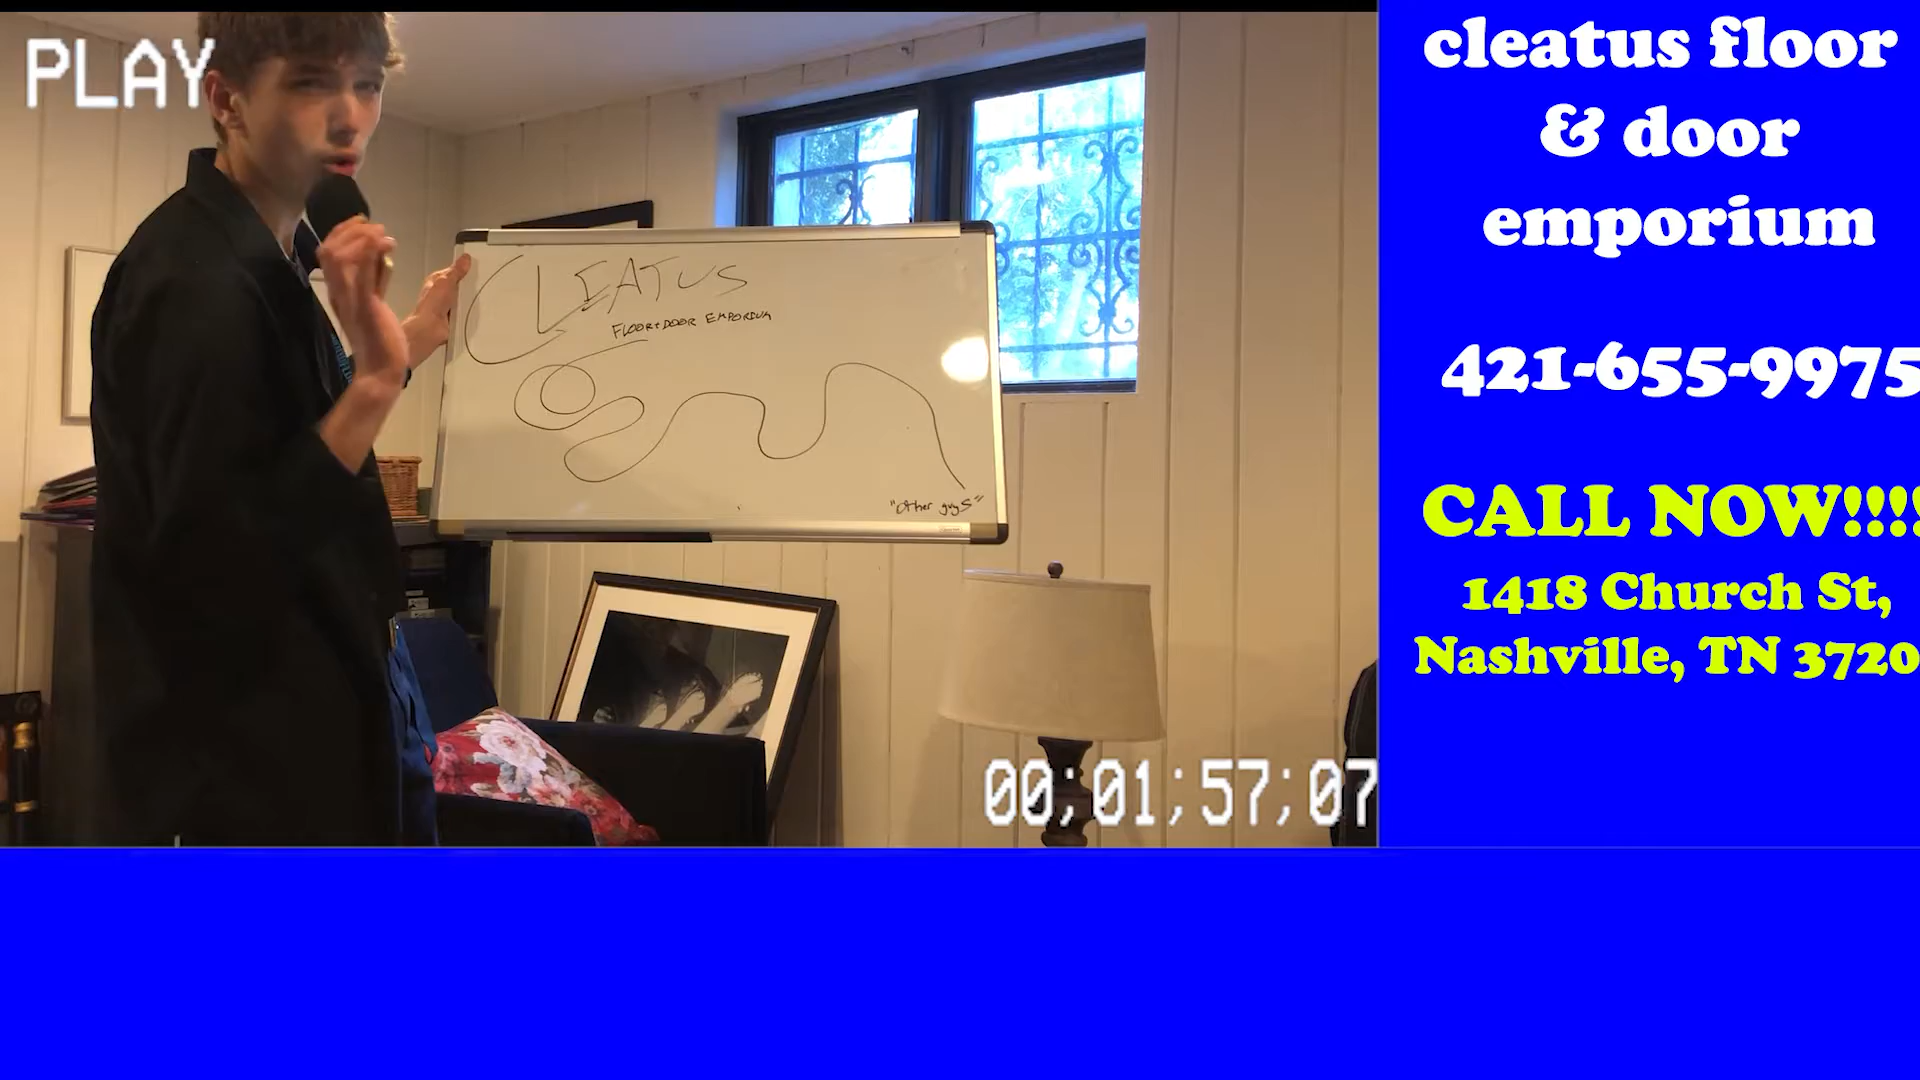 PLAY
cleatus floor
& door
emporium
421-655-9975
CALL NOW!!!!
1418 Church St,
Nashville, TN 3720
CLEATUS
FLOOR+DOOR EMPORIUM
"other guys"
00;01;57;07